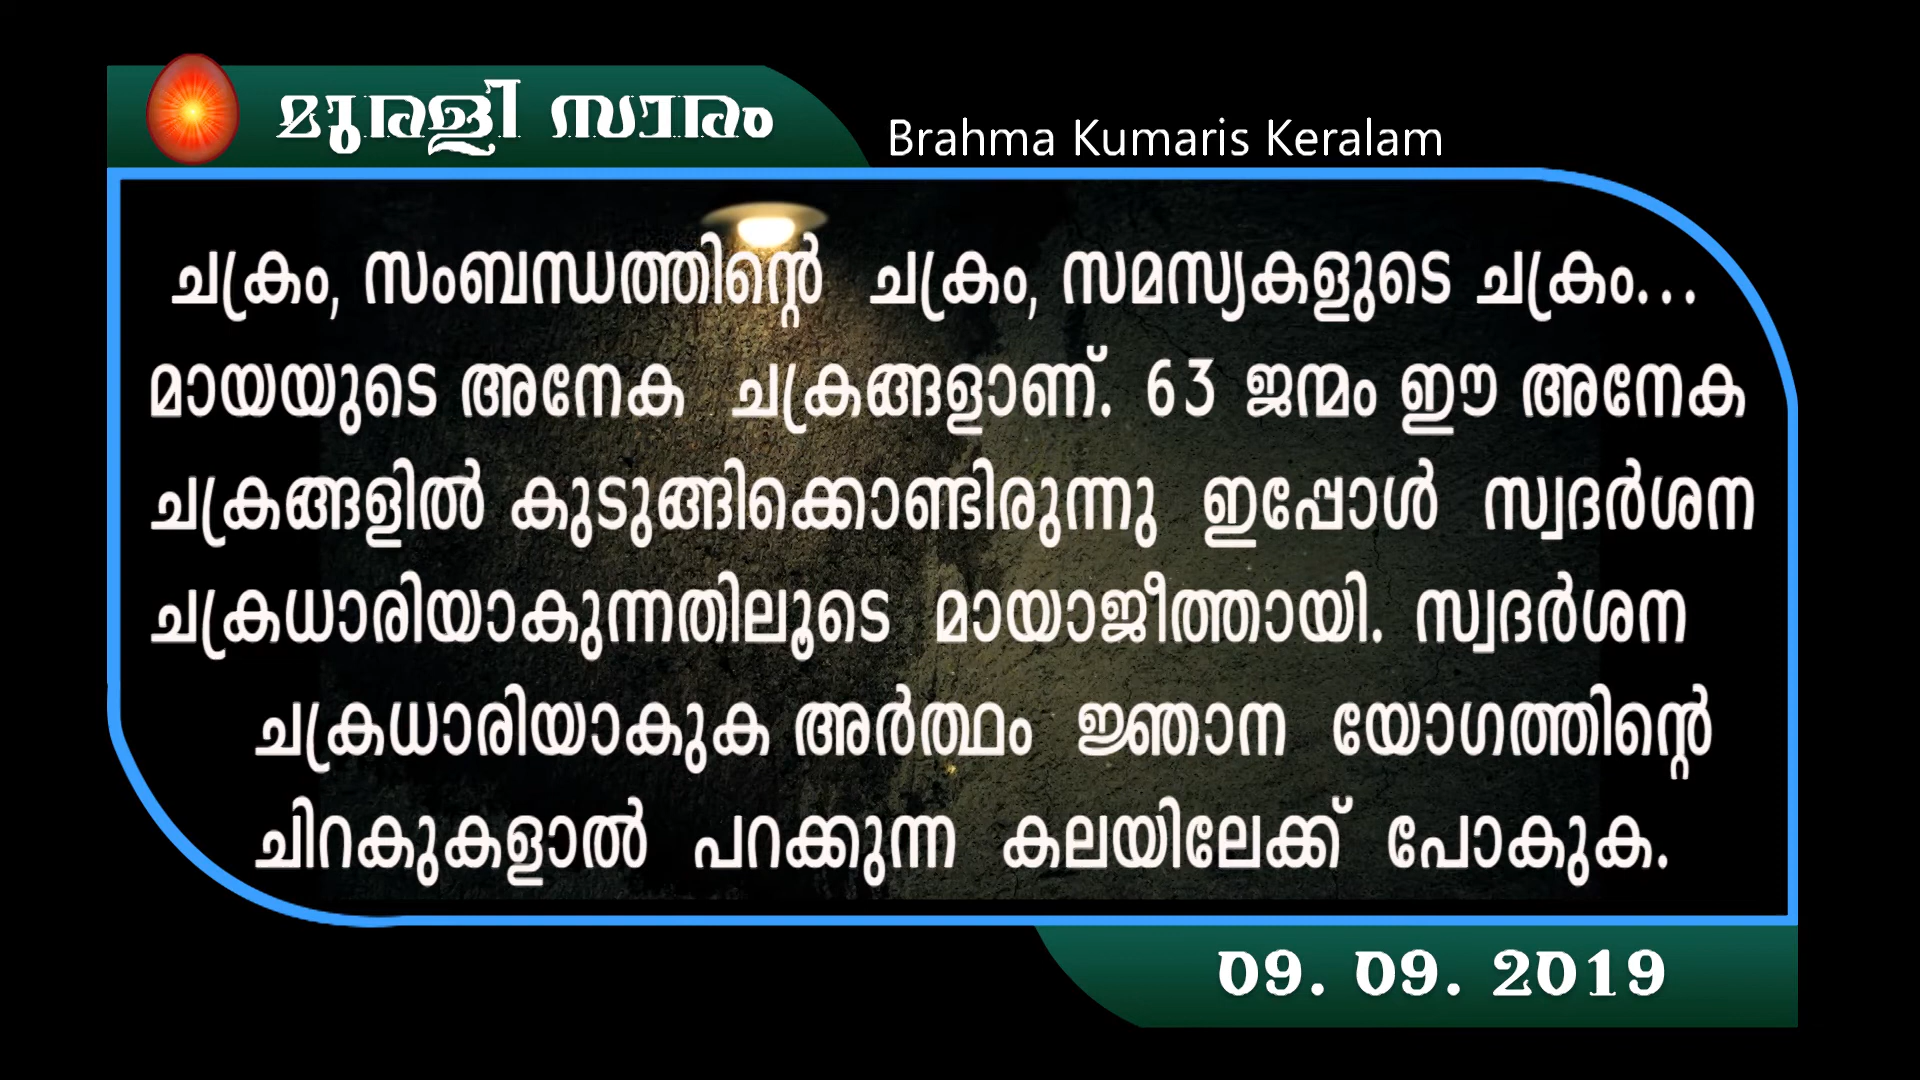 മുരളി സാരം
Brahma Kumaris Keralam
ചക്രം, സംബന്ധത്തിന്റെ ചക്രം, സമസ്യകളുടെ ചക്രം...
മായയുടെ അനേക ചക്രങ്ങളാണ്. 63 ജന്മം ഈ അനേക
ചക്രങ്ങളിൽ കുടുങ്ങിക്കൊണ്ടിരുന്നു ഇപ്പോൾ സ്വദർശന
ചക്രധാരിയാകുന്നതിലൂടെ മായാജീത്തായി. സ്വദർശന
ചക്രധാരിയാകുക അർത്ഥം ജ്ഞാന യോഗത്തിന്റെ
ചിറകുകളാൽ പറക്കുന്ന കലയിലേക്ക് പോകുക.
09. 09. 2019